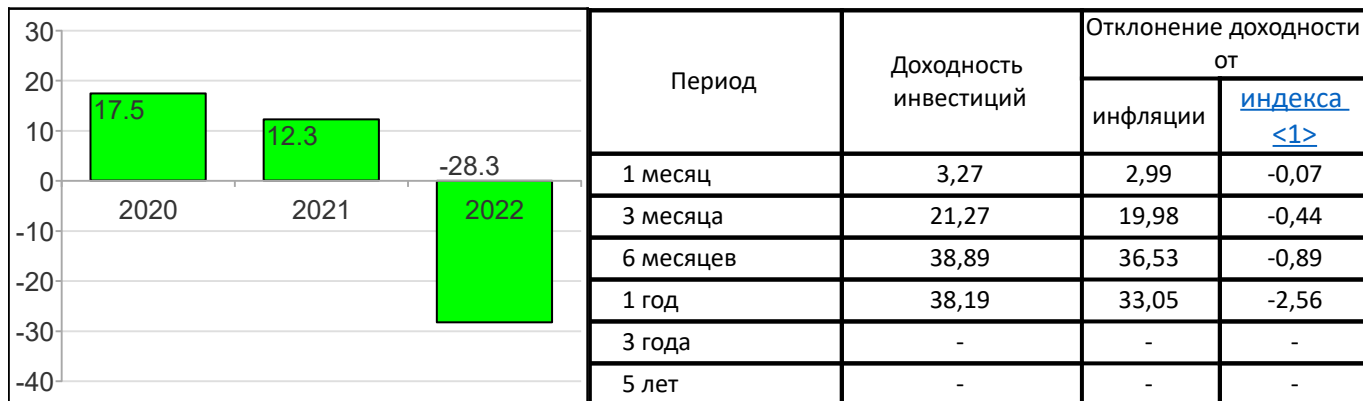 30
20
10
0
-10
-20
-30
-40
17.5
12.3
-28.3
2020 2021 2022
Период
Доходность
инвестиций
Отклонение доходности
от
инфляции
индекса
<1>
1 месяц 3,27 2,99 -0,07
3 месяца 21,27 19,98 -0,44
6 месяцев 38,89 36,53 -0,89
1 год 38,19 33,05 -2,56
3 года - - -
5 лет - - -